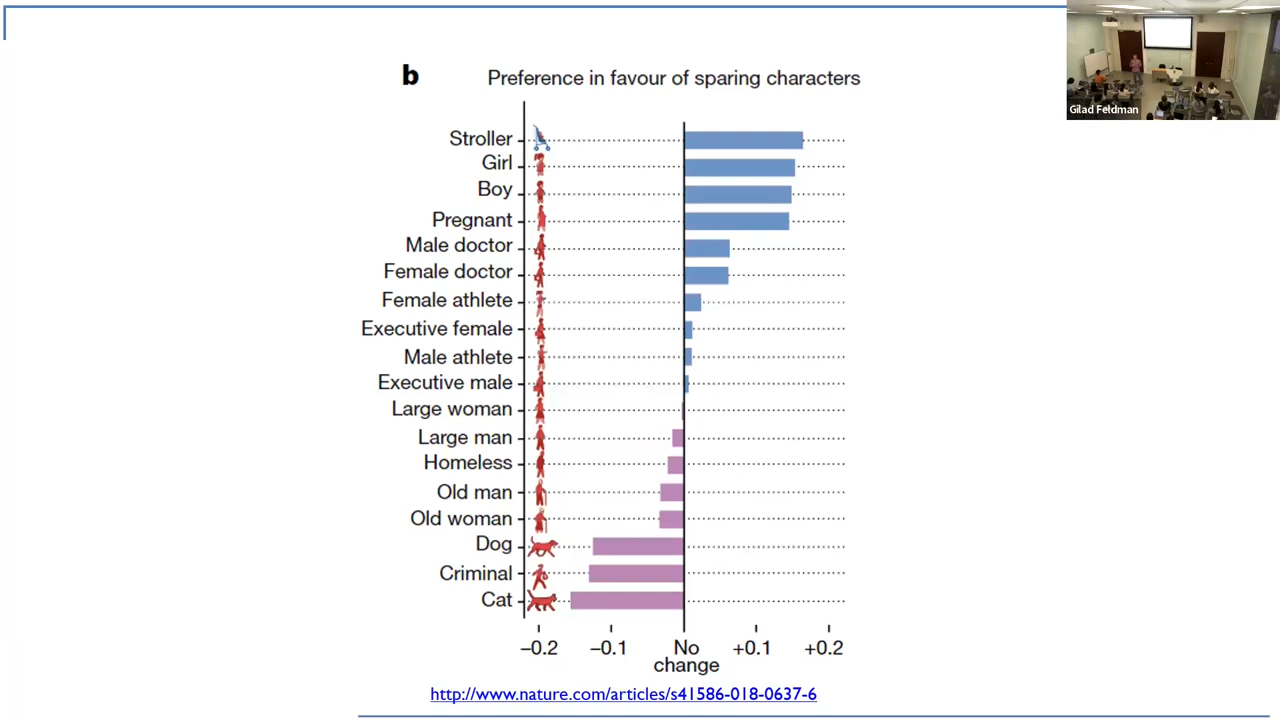 Gilad Feldman
b Preference in favour of sparing characters
Stroller
Girl
Boy
Pregnant
Male doctor
Female doctor
Female athlete
Executive female
Male athlete
Executive male
Large woman
Large man
Homeless
Old man
Old woman
Dog
Criminal
Cat
–0.2 –0.1 No +0.1 +0.2
change
http://www.nature.com/articles/s41586-018-0637-6